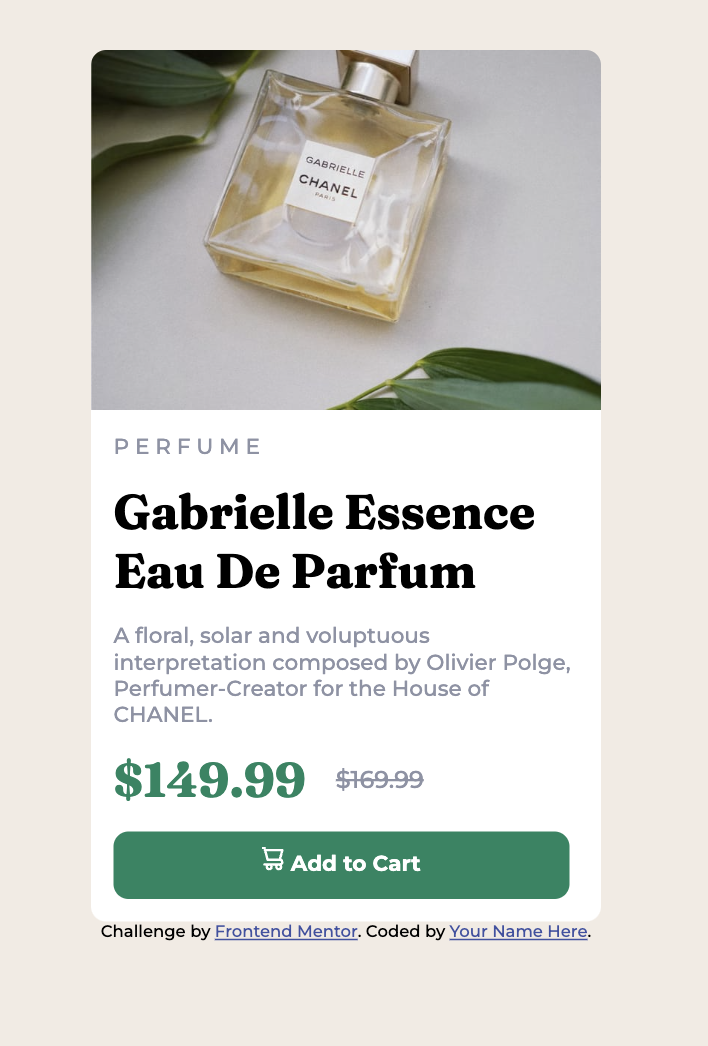 GABRIELLE
CHANEL
PARIS
PERFUME
Gabrielle Essence
Eau De Parfum
A floral, solar and voluptuous
interpretation composed by Olivier Polge,
Perfumer-Creator for the House of
CHANEL.
$149.99 $169.99
Add to Cart
Challenge by Frontend Mentor. Coded by Your Name Here.